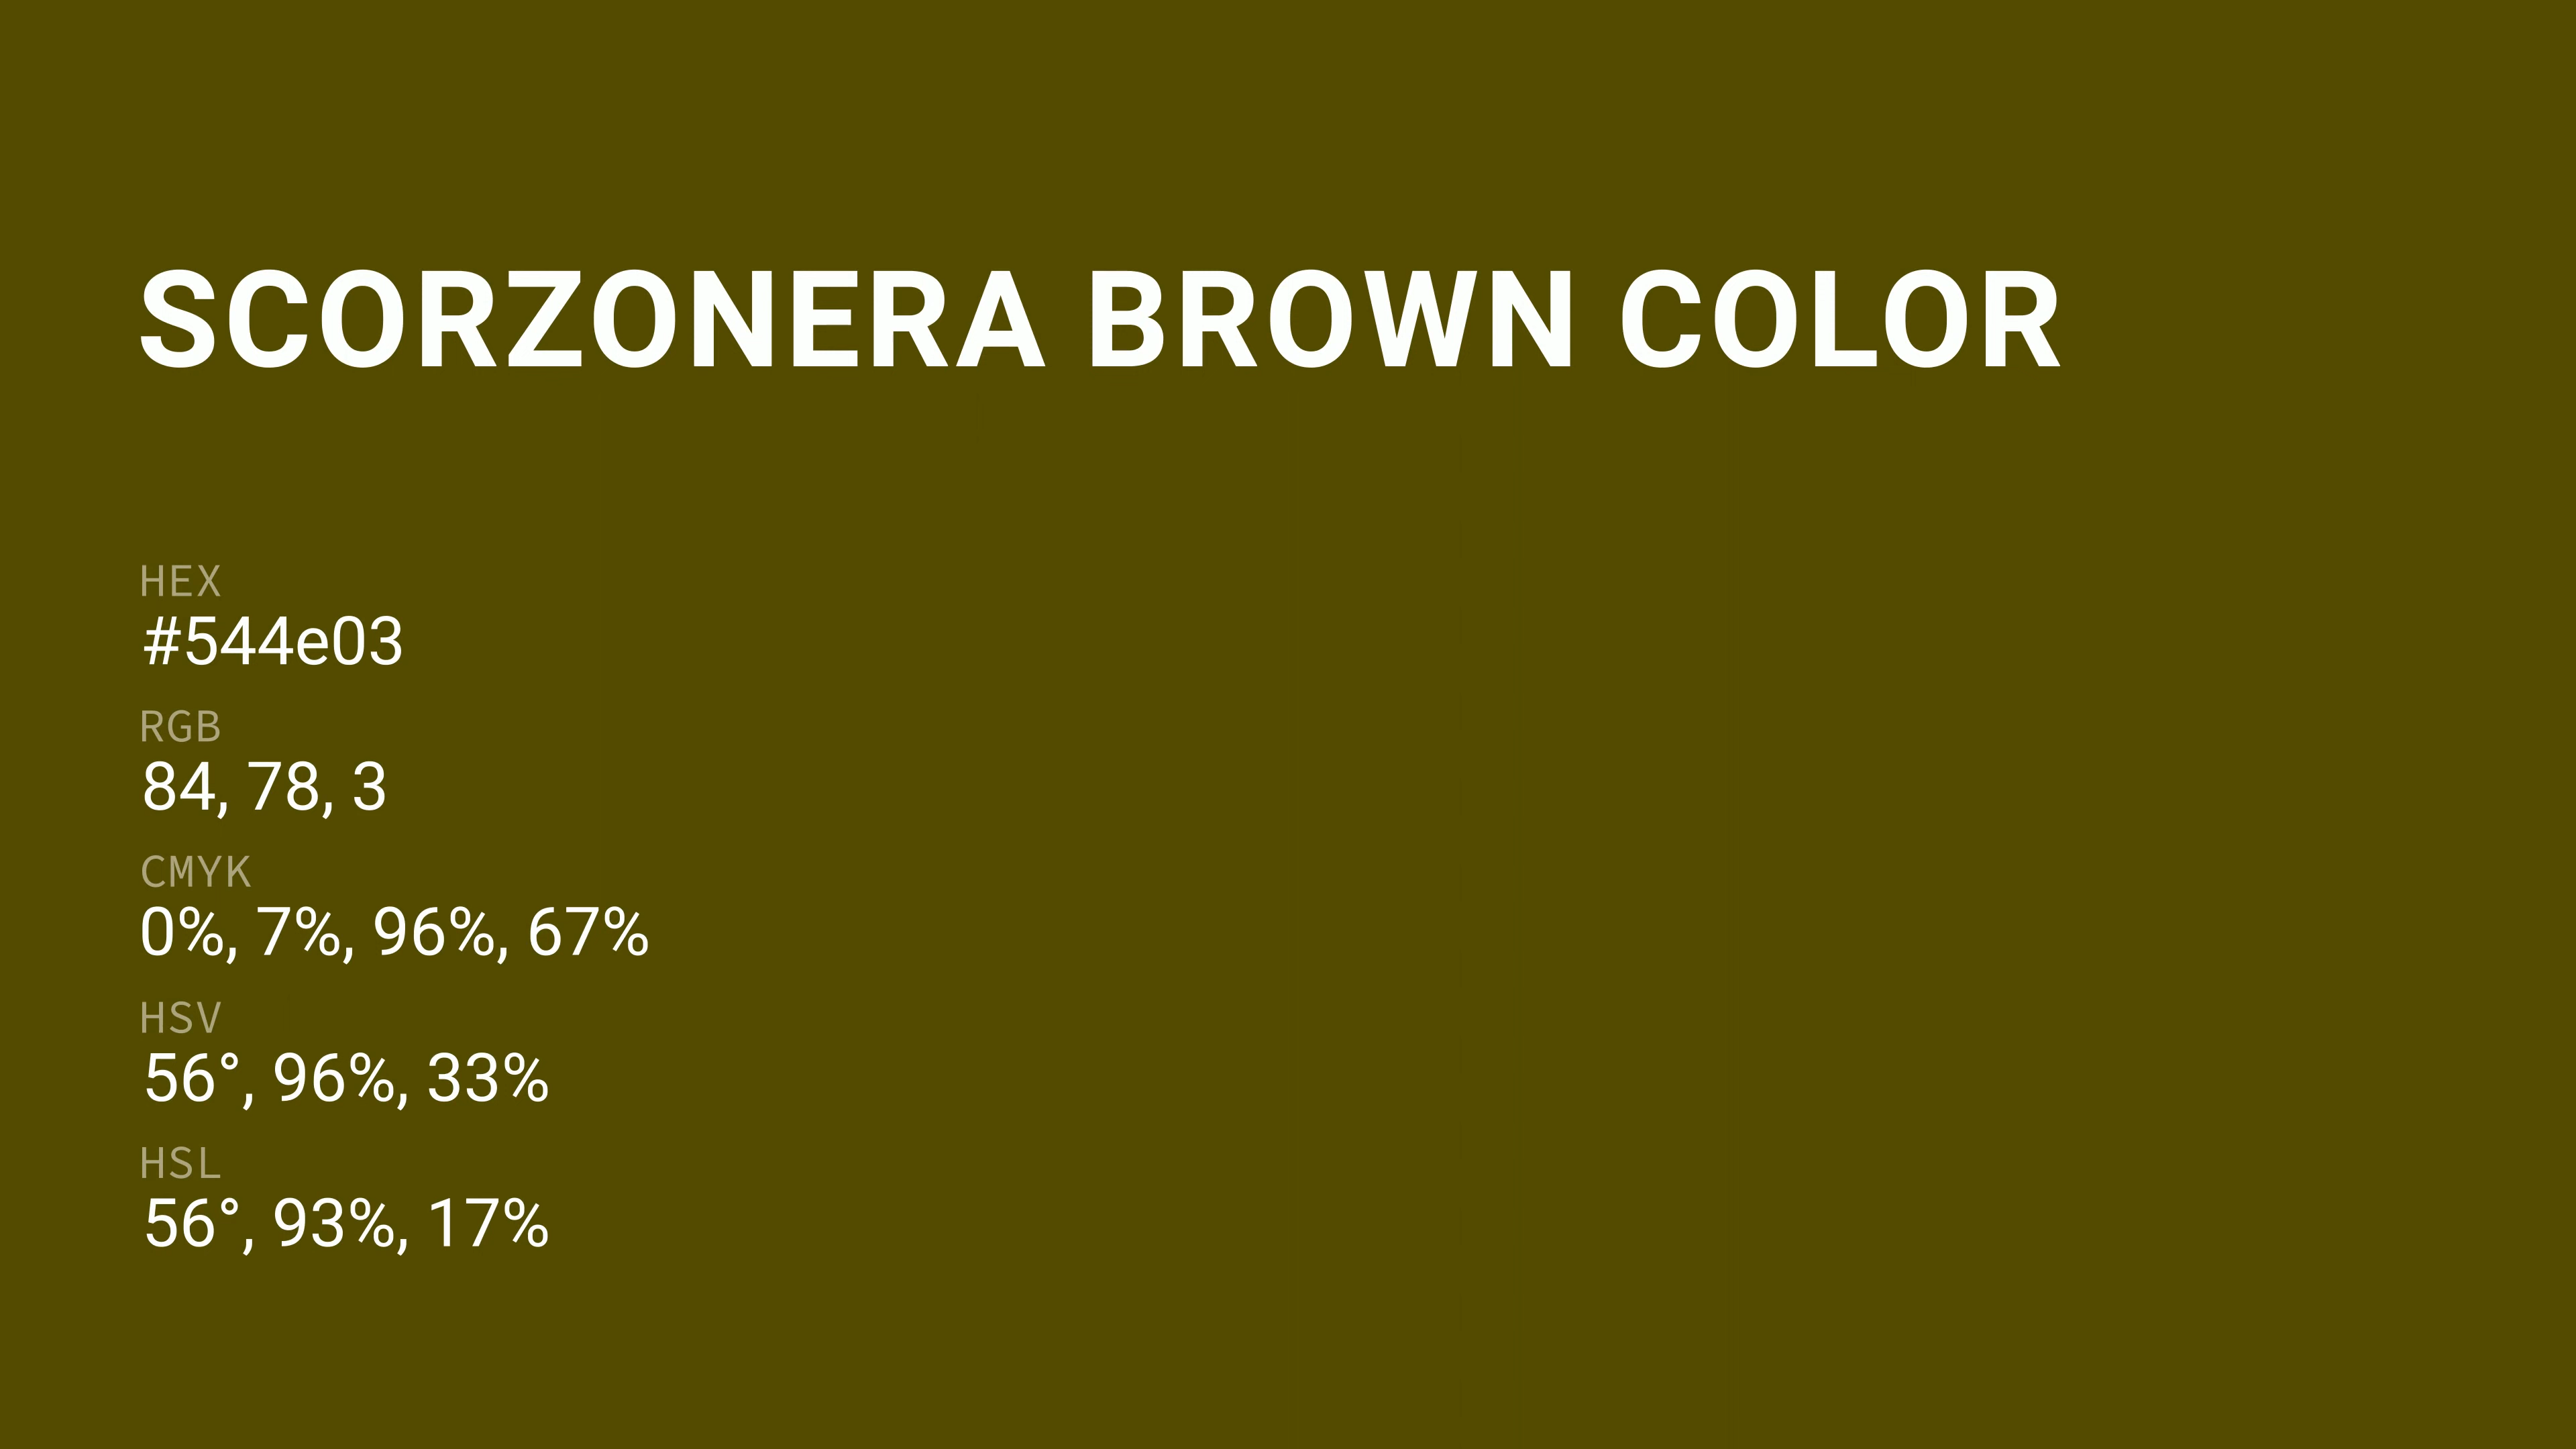 SCORZONERA BROWN COLOR
HEX
#544e03
RGB
84, 78, 3
CMYK
0%, 7%, 96%, 67%
HSV
56°, 96%, 33%
HSL
56°, 93%, 17%